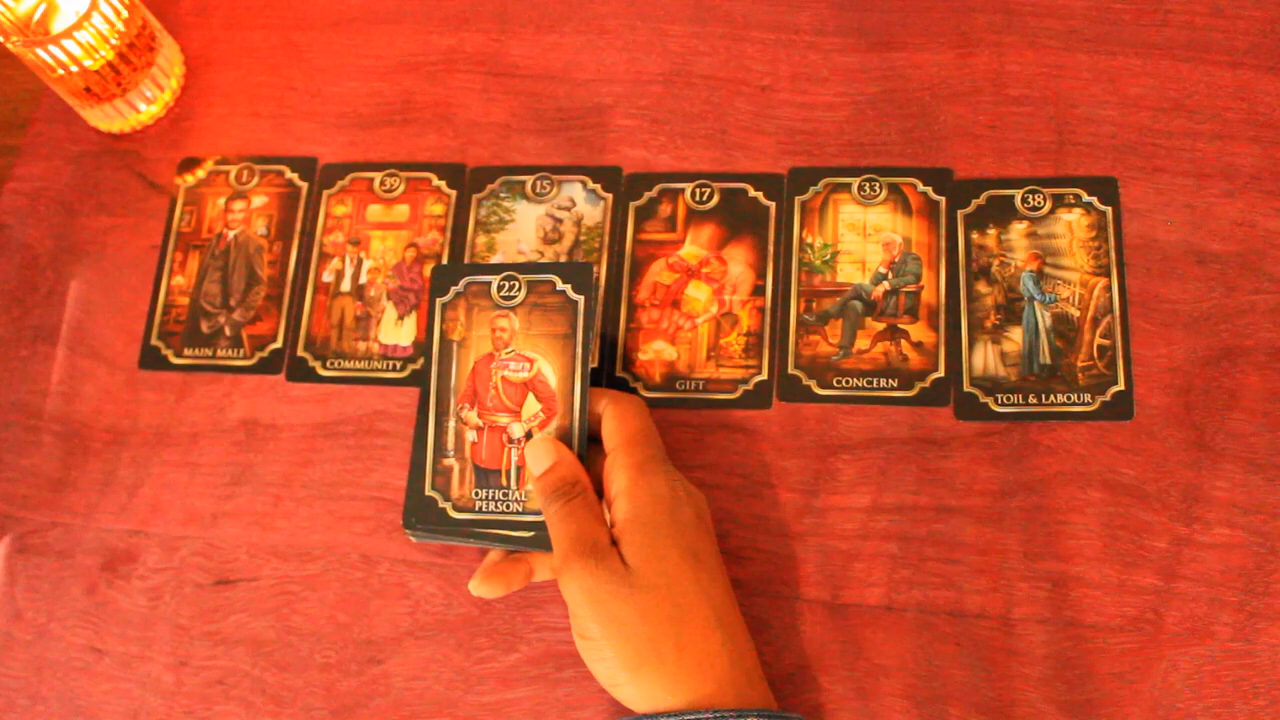 1
39
15
17
33
38
MAIN MALE
COMMUNITY
GIFT
CONCERN
TOIL & LABOUR
22
OFFICIAL
PERSON